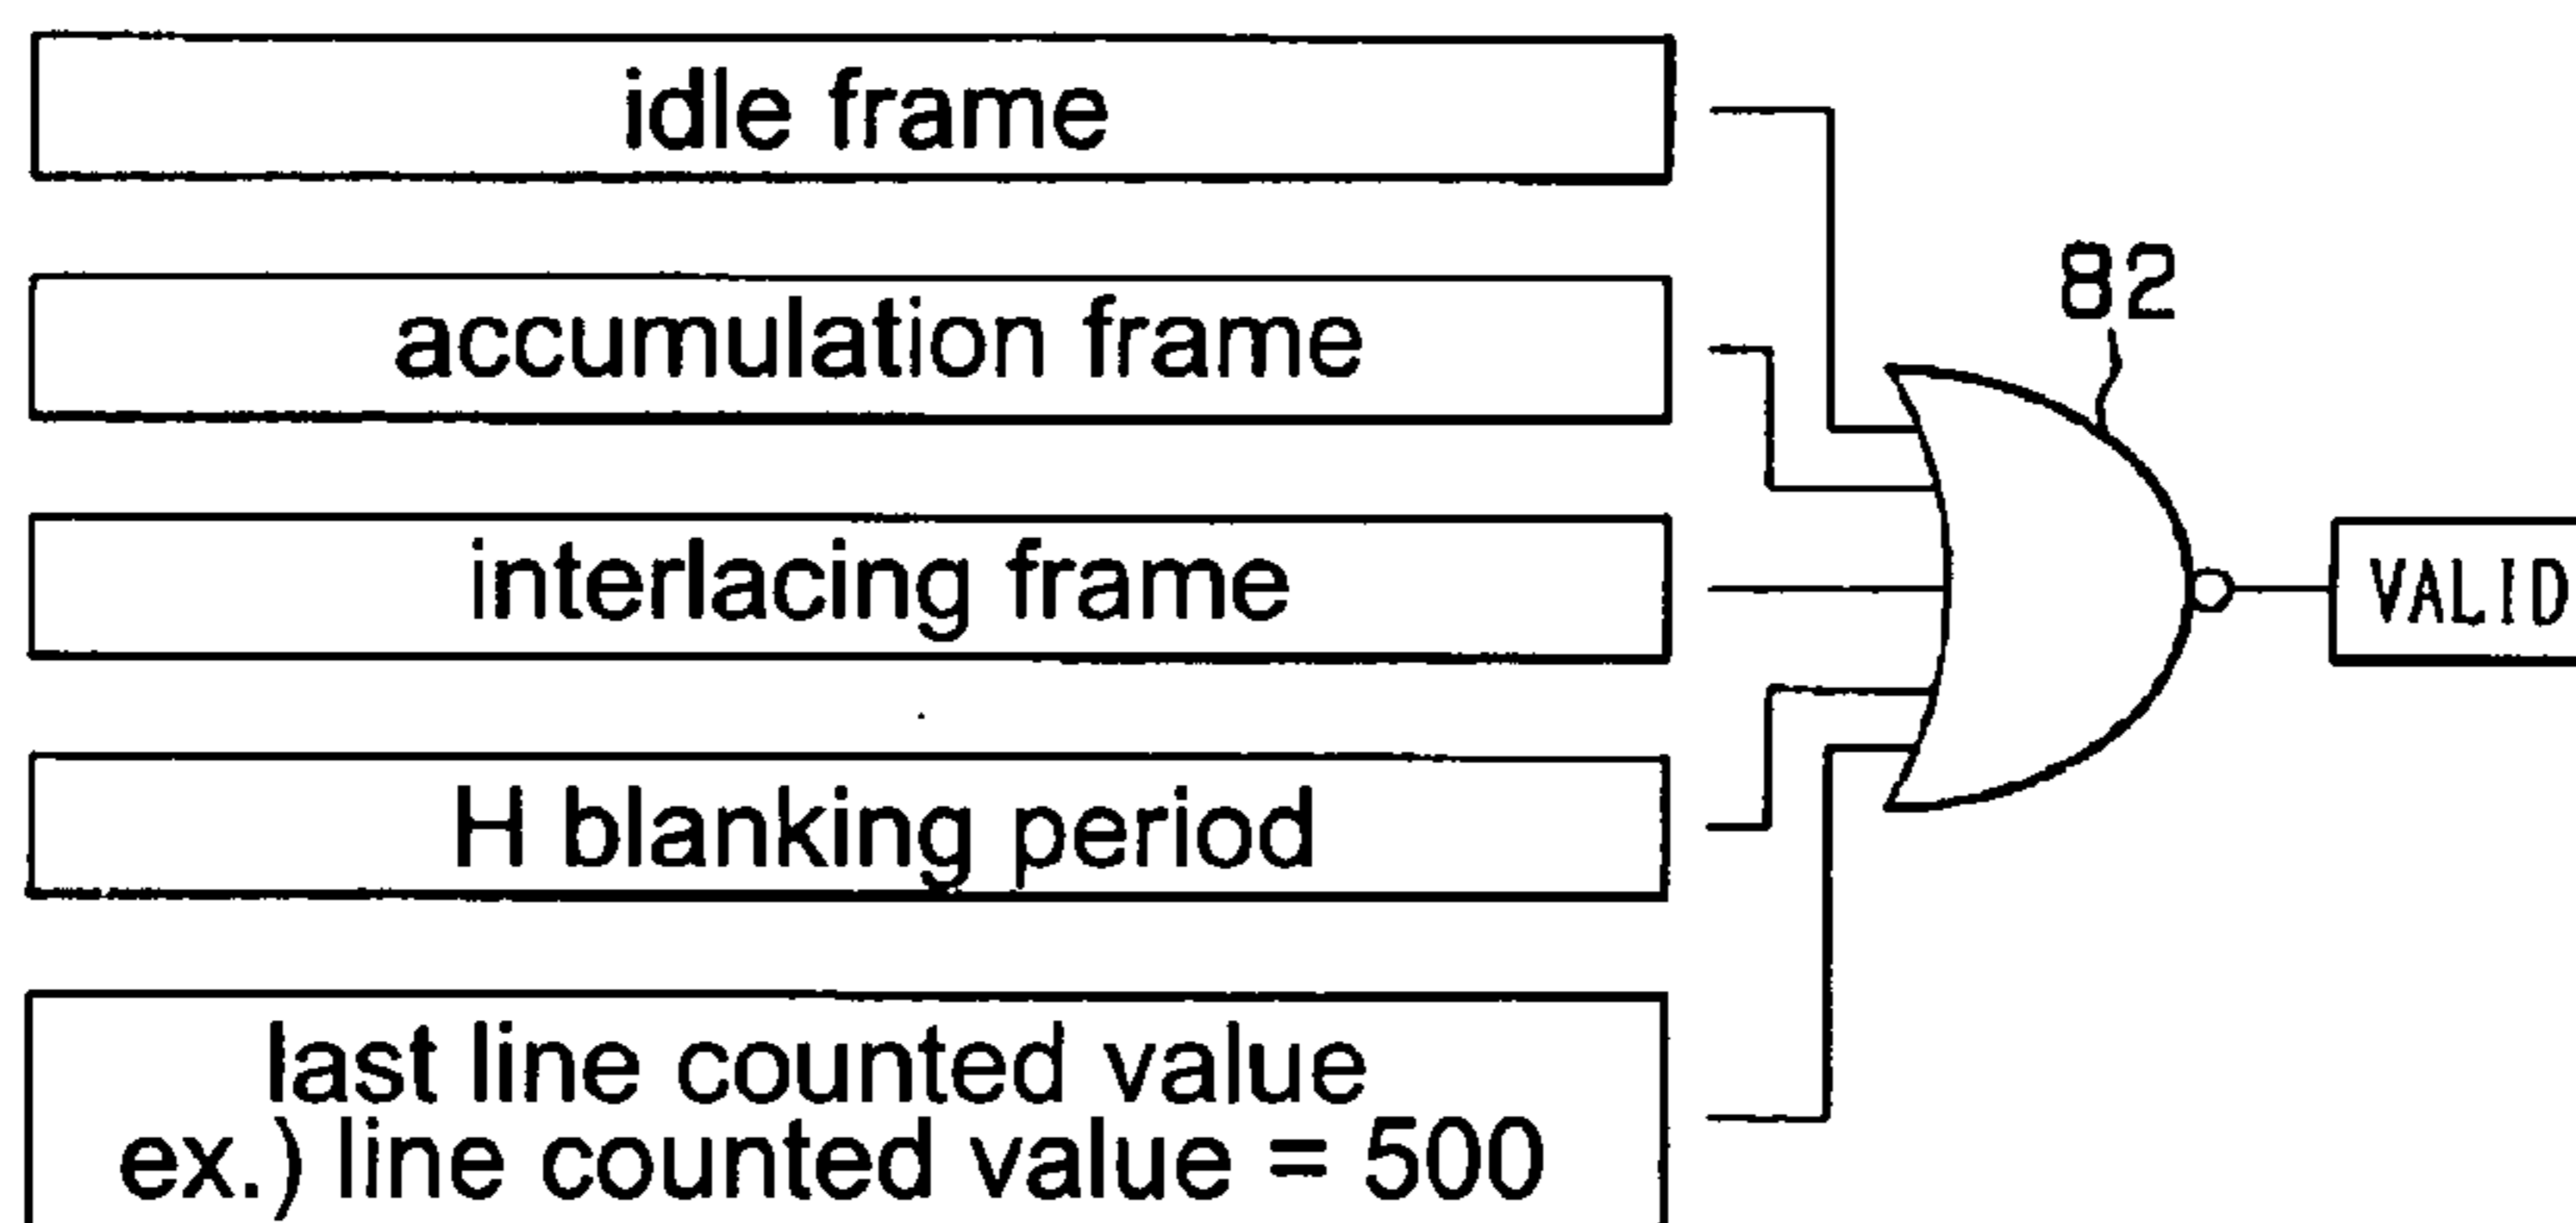 idle frame
accumulation frame
82
interlacing frame
VALID
H blanking period
last line counted value
ex.) line counted value = 500